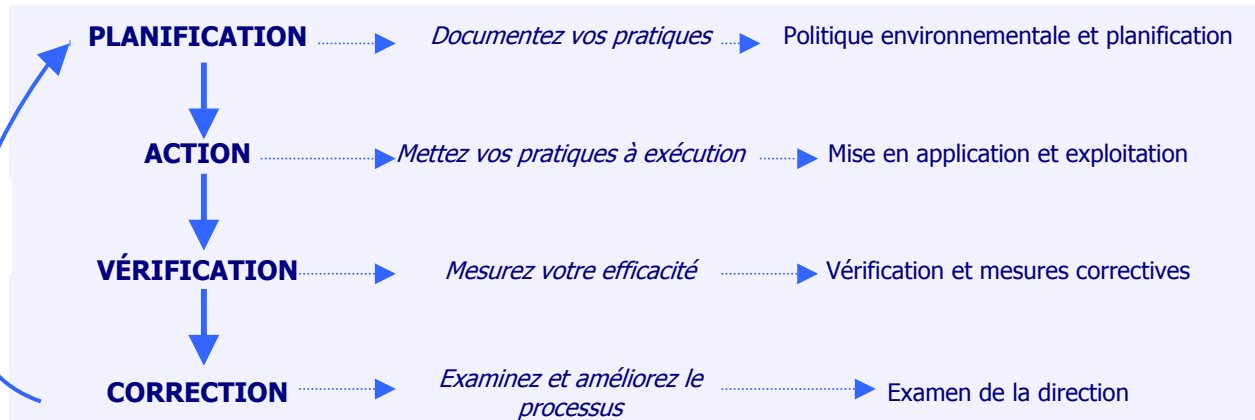 PLANIFICATION Documentez vos pratiques Politique environnementale et planification
ACTION Mettez vos pratiques à exécution Mise en application et exploitation
VÉRIFICATION Mesurez votre efficacité Vérification et mesures correctives
CORRECTION Examinez et améliorez le processus Examen de la direction